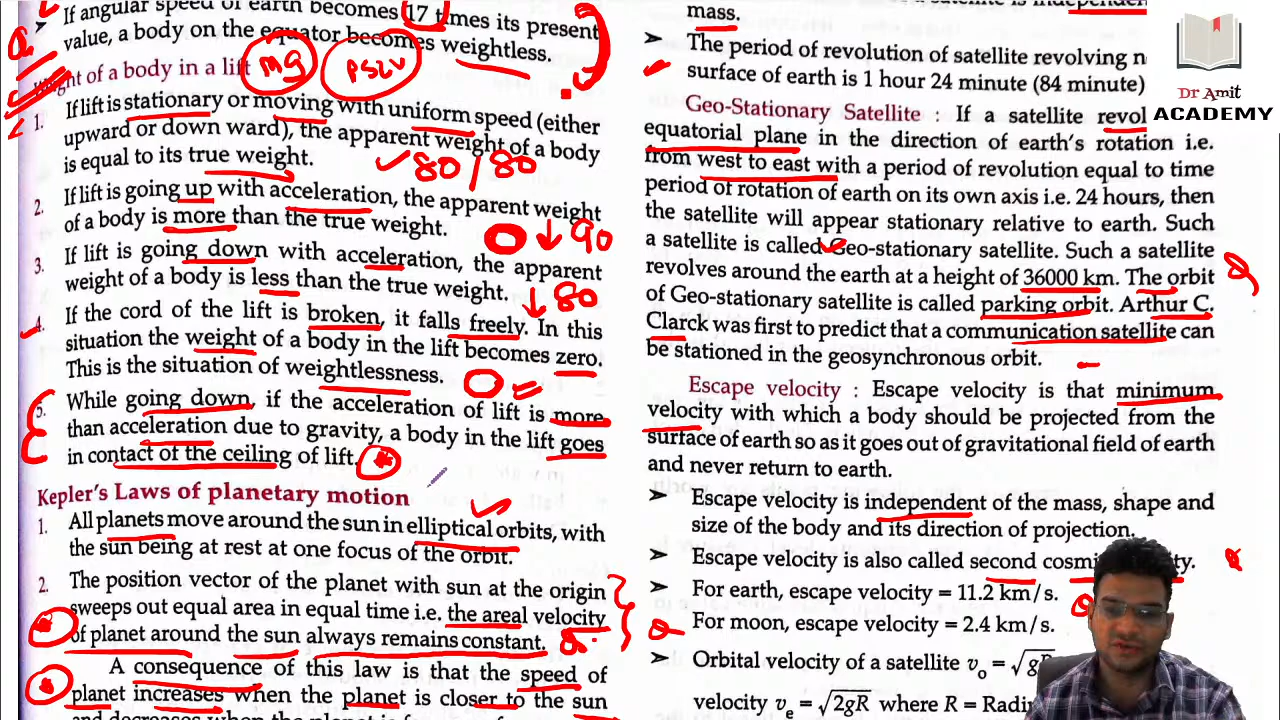 If angular speed of earth becomes 17 times its present
value, a body on the equator becomes weightless.
mg
PSLV
Weight of a body in a lift
1. If lift is stationary or moving with uniform speed (either
upward or down ward), the apparent weight of a body
is equal to its true weight.
80/80
2. If lift is going up with acceleration, the apparent weight
of a body is more than the true weight.
90
3. If lift is going down with acceleration, the apparent
weight of a body is less than the true weight.
80
4. If the cord of the lift is broken, it falls freely. In this
situation the weight of a body in the lift becomes zero.
This is the situation of weightlessness.
5. While going down, if the acceleration of lift is more
than acceleration due to gravity, a body in the lift goes
in contact of the ceiling of lift.
Kepler's Laws of planetary motion
1. All planets move around the sun in elliptical orbits, with
the sun being at rest at one focus of the orbit.
2. The position vector of the planet with sun at the origin
sweeps out equal area in equal time i.e. the areal velocity
of planet around the sun always remains constant.
A consequence of this law is that the speed of
planet increases when the planet is closer to the sun
mass.
➤ The period of revolution of satellite revolving n
surface of earth is 1 hour 24 minute (84 minute)
Geo-Stationary Satellite : If a satellite revol
equatorial plane in the direction of earth's rotation i.e.
from west to east with a period of revolution equal to time
period of rotation of earth on its own axis i.e. 24 hours, then
the satellite will appear stationary relative to earth. Such
a satellite is called Geo-stationary satellite. Such a satellite
revolves around the earth at a height of 36000 km. The orbit
of Geo-stationary satellite is called parking orbit. Arthur C.
Clarck was first to predict that a communication satellite can
be stationed in the geosynchronous orbit.
Escape velocity : Escape velocity is that minimum
velocity with which a body should be projected from the
surface of earth so as it goes out of gravitational field of earth
and never return to earth.
➤ Escape velocity is independent of the mass, shape and
size of the body and its direction of projection.
➤ Escape velocity is also called second
➤ For earth, escape velocity = 11.2 km/s.
For moon, escape velocity = 2.4 km/s.
➤ Orbital velocity of a satellite v₀ = √g
velocity vₑ = √2gR where R =
Dr Amit
ACADEMY